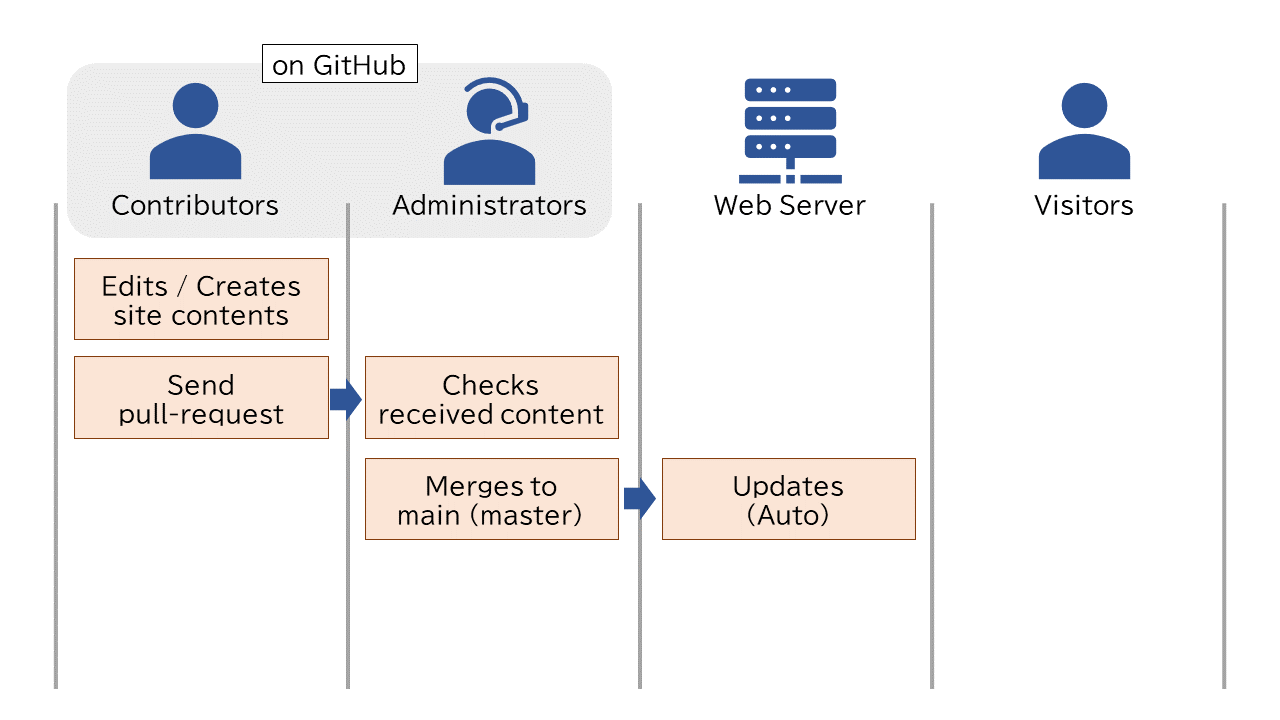 on GitHub
Contributors
Administrators
Web Server
Visitors
Edits / Creates
site contents
Send
pull-request
Checks
received content
Merges to
main (master)
Updates
(Auto)